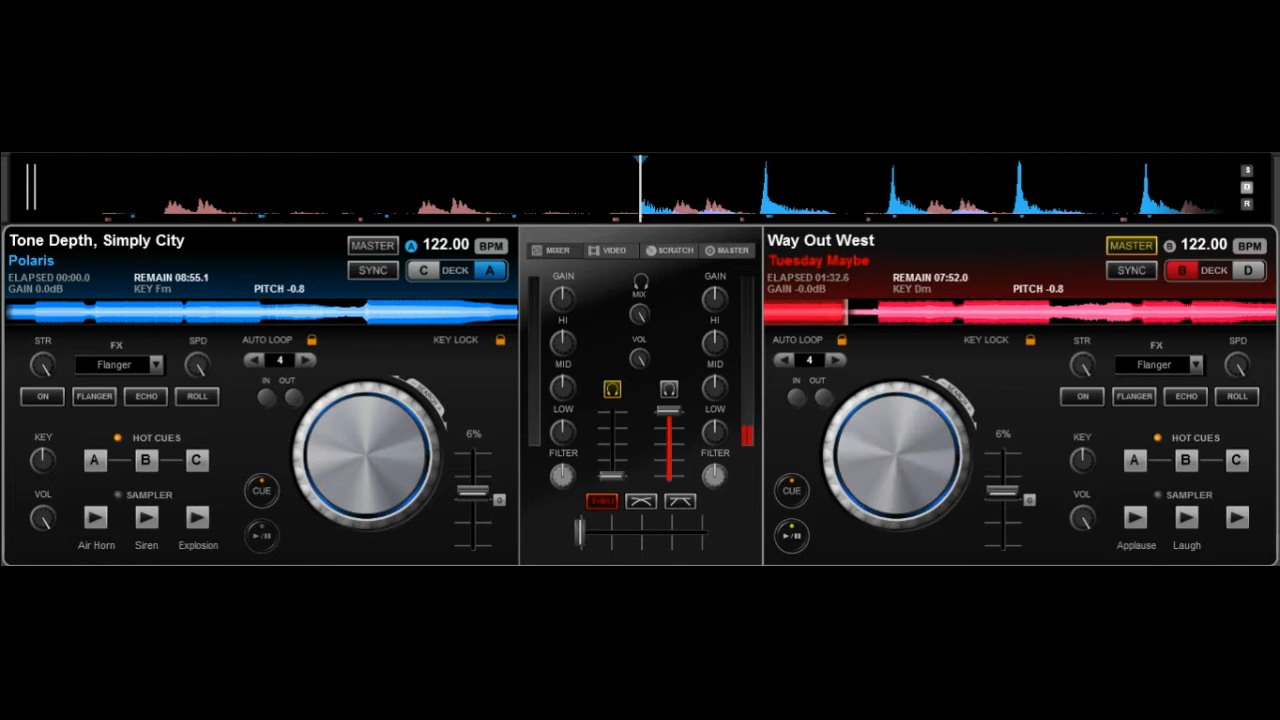 S
D
R
Tone Depth, Simply City
Polaris
ELAPSED 00:00.0 REMAIN 08:55.1
GAIN 0.0dB KEY Fm PITCH -0.8
MASTER A 122.00 BPM
SYNC C DECK A
MIXER VIDEO SCRATCH MASTER
Way Out West
Tuesday Maybe
ELAPSED 01:32.6 REMAIN 07:52.0
GAIN -0.0dB KEY Dm PITCH -0.8
MASTER B 122.00 BPM
SYNC B DECK D
STR FX SPD
Flanger
ON FLANGER ECHO ROLL
KEY HOT CUES
A B C
VOL SAMPLER
Air Horn Siren Explosion
AUTO LOOP KEY LOCK
4
IN OUT
SEARCH
6%
CUE
GAIN GAIN
MIX
HI HI
VOL
MID MID
LOW LOW
FILTER FILTER
AUTO LOOP KEY LOCK
4
IN OUT
SEARCH
6%
CUE
STR FX SPD
Flanger
ON FLANGER ECHO ROLL
KEY HOT CUES
A B C
VOL SAMPLER
Applause Laugh